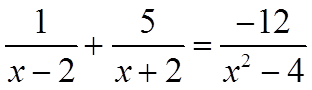 1/(x − 2) + 5/(x + 2) = −12/(x² − 4)